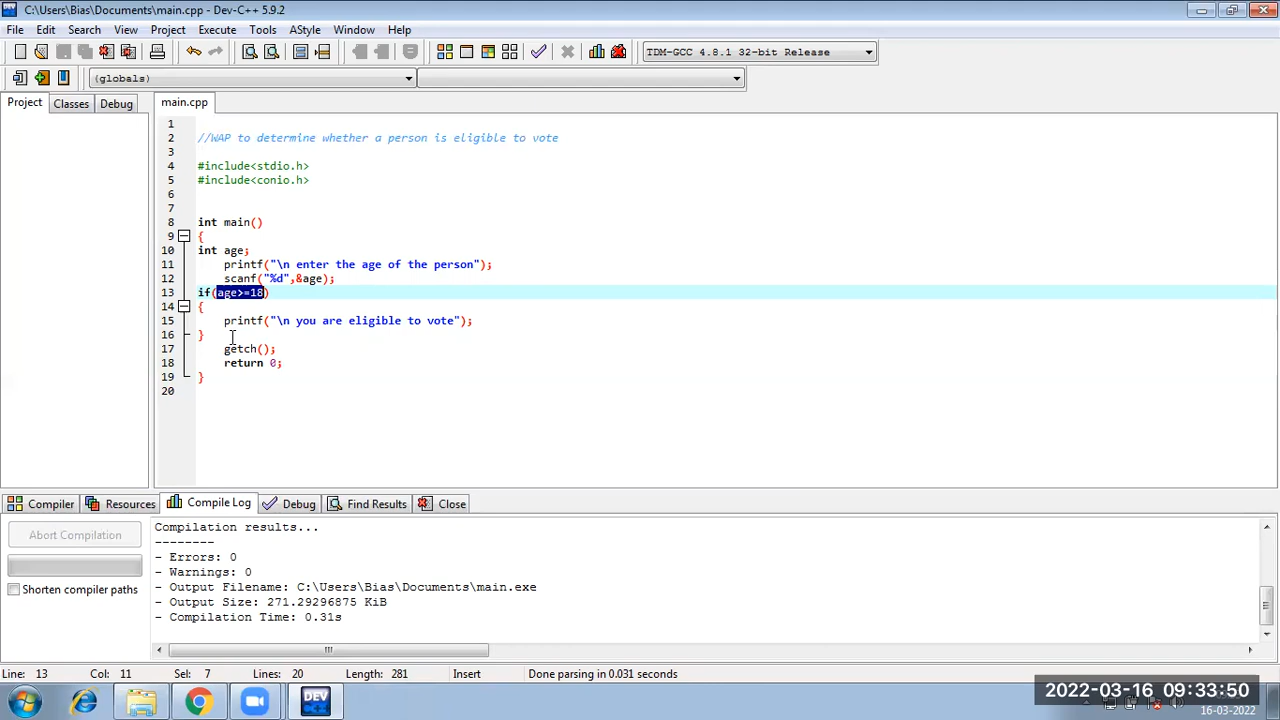 C:\Users\Bias\Documents\main.cpp - Dev-C++ 5.9.2
File Edit Search View Project Execute Tools AStyle Window Help
TDM-GCC 4.8.1 32-bit Release
(globals)
Project Classes Debug main.cpp
1
2 //WAP to determine whether a person is eligible to vote
3
4 #include<stdio.h>
5 #include<conio.h>
6
7
8 int main()
9 {
10 int age;
11 printf("\n enter the age of the person");
12 scanf("%d",&age);
13 if(age>=18)
14 {
15 printf("\n you are eligible to vote");
16 }
17 getch();
18 return 0;
19 }
20
Compiler Resources Compile Log Debug Find Results Close
Abort Compilation
Shorten compiler paths
Compilation results...
--------
- Errors: 0
- Warnings: 0
- Output Filename: C:\Users\Bias\Documents\main.exe
- Output Size: 271.29296875 KiB
- Compilation Time: 0.31s
Line: 13 Col: 11 Sel: 7 Lines: 20 Length: 281 Insert Done parsing in 0.031 seconds
DEV
2022-03-16 09:33:50
16-03-2022